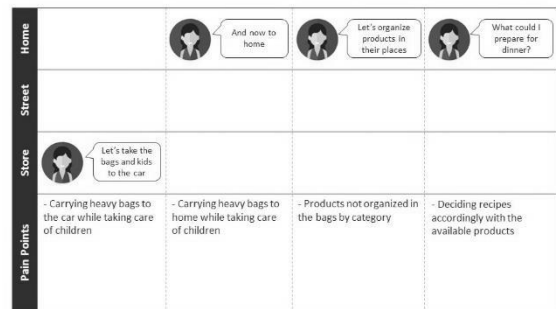 Home
And now to
home
Let's organize
products in
their places
What could I
prepare for
dinner?
Street
Store
Let's take the
bags and kids
to the car
Pain Points
- Carrying heavy bags to
the car while taking care
of children
- Carrying heavy bags to
home while taking care
of children
- Products not organized in
the bags by category
- Deciding recipes
accordingly with the
available products